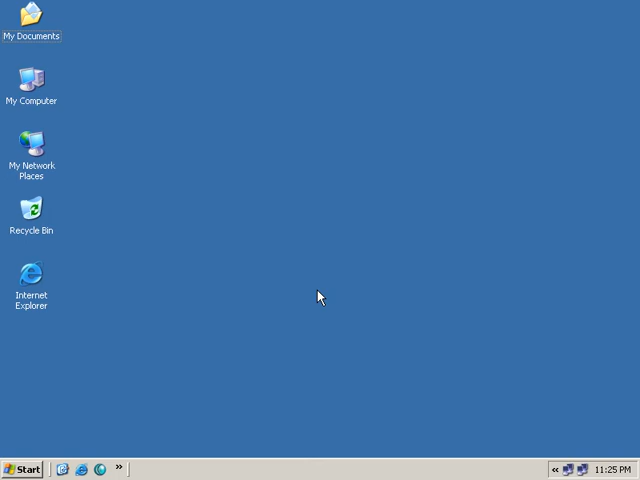 My Documents
My Computer
My Network
Places
Recycle Bin
Internet
Explorer
Start
11:25 PM